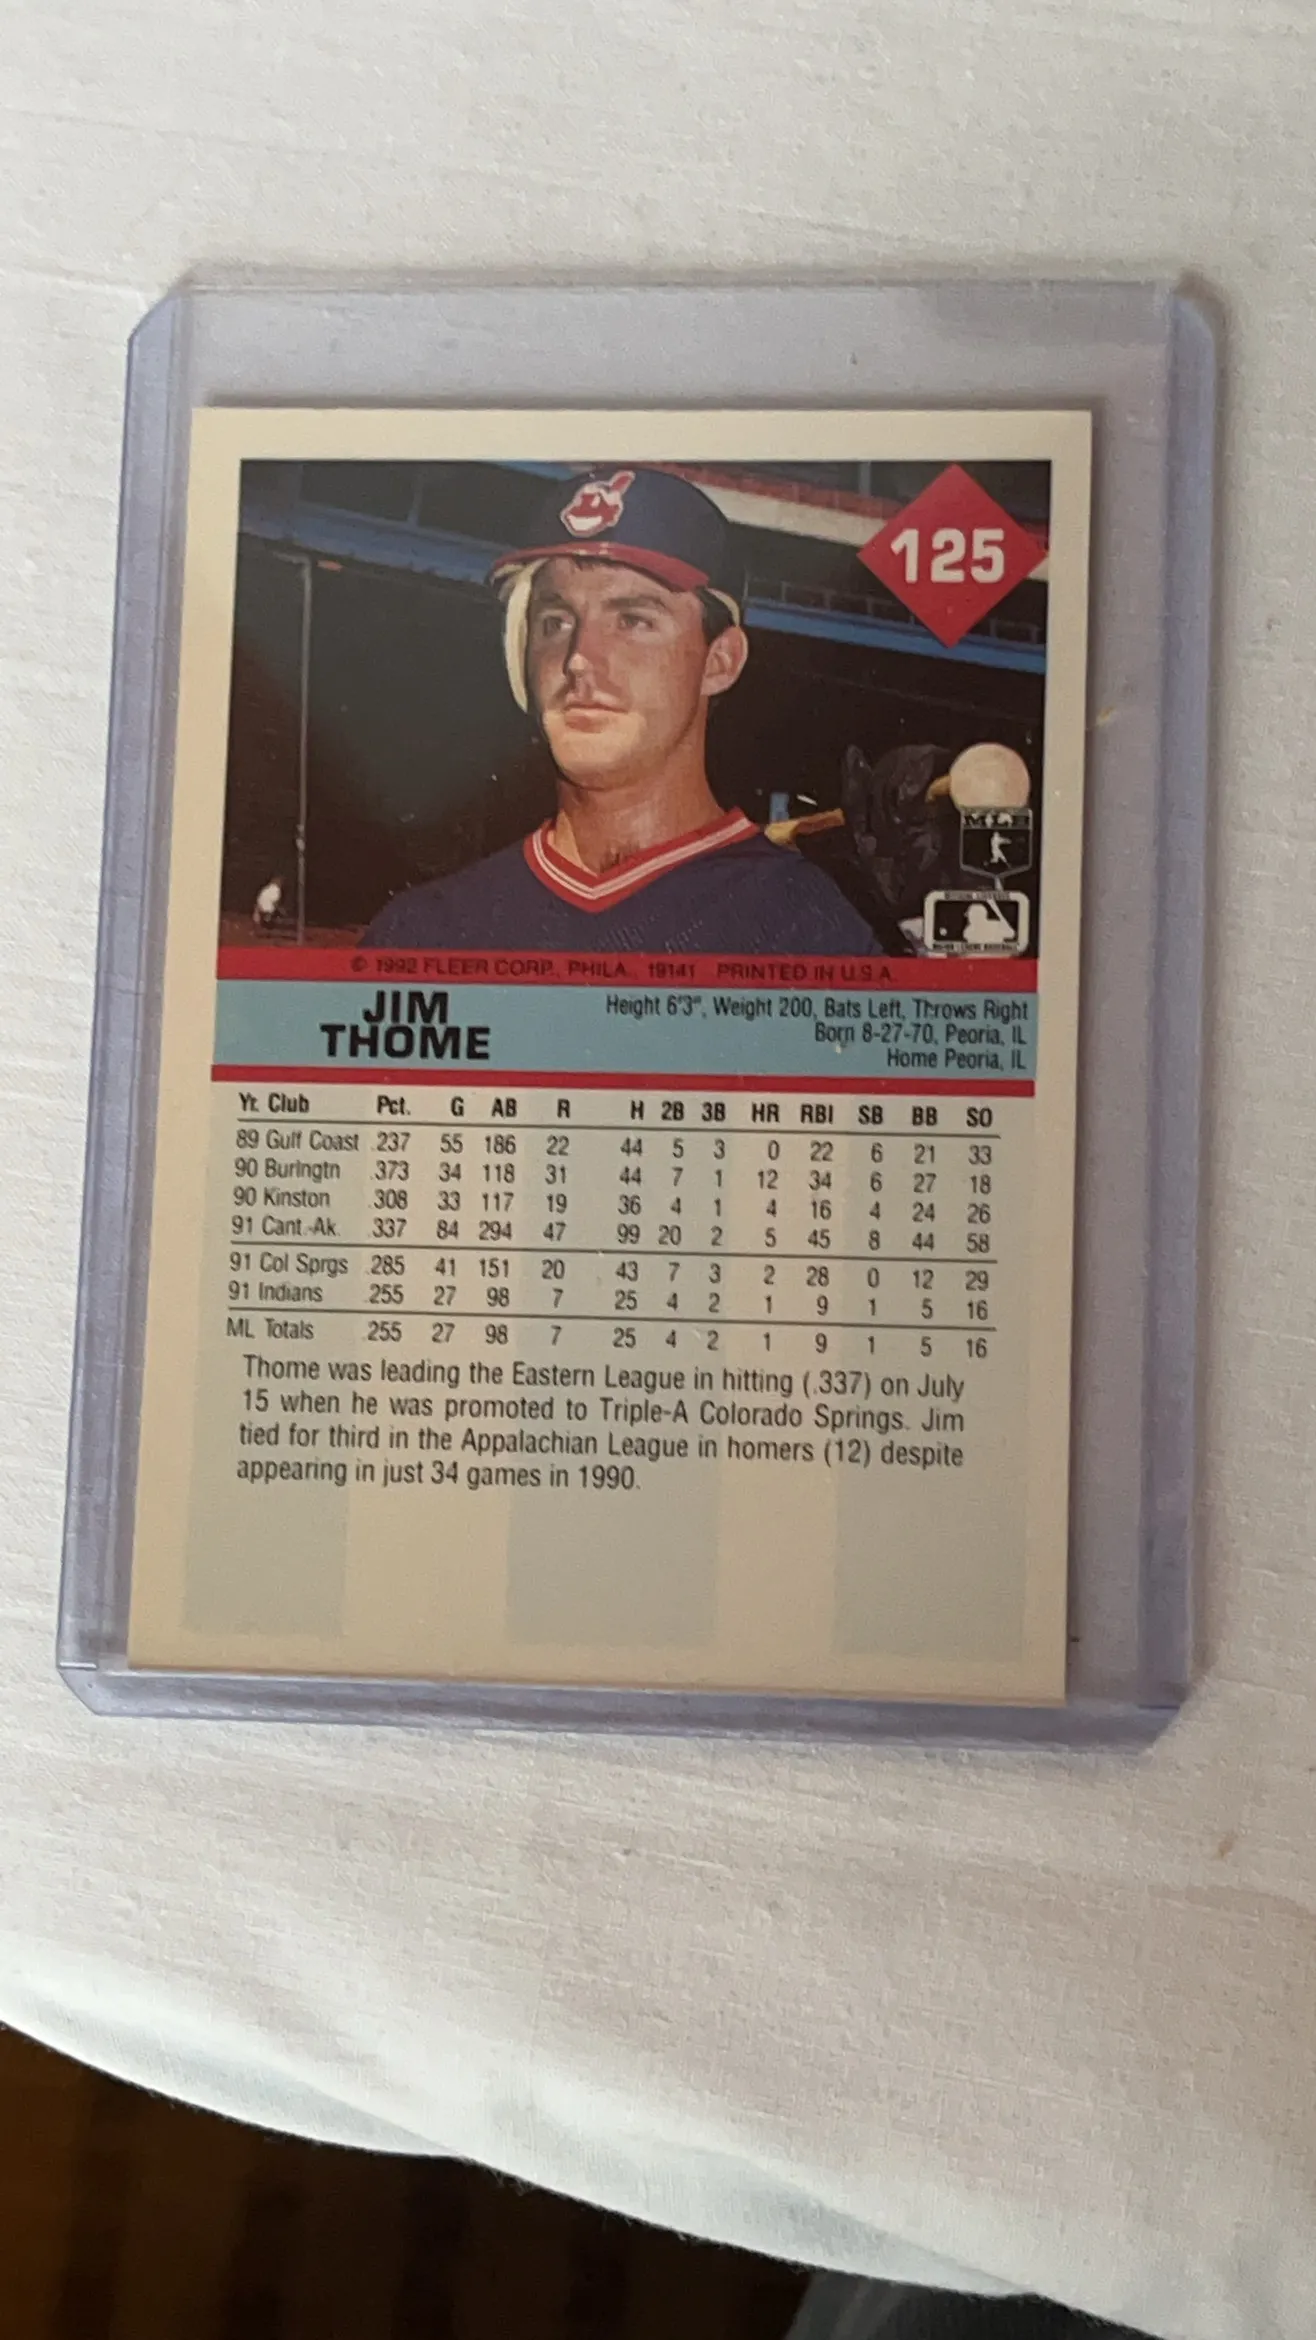 125
MLB
© 1992 FLEER CORP., PHILA., 19141 PRINTED IN U.S.A.
JIM
THOME
Height 6'3", Weight 200, Bats Left, Throws Right
Born 8-27-70, Peoria, IL
Home Peoria, IL
Yr. Club Pct. G AB R H 2B 3B HR RBI SB BB SO
89 Gulf Coast .237 55 186 22 44 5 3 0 22 6 21 33
90 Burlngtn .373 34 118 31 44 7 1 12 34 6 27 18
90 Kinston .308 33 117 19 36 4 1 4 16 4 24 26
91 Cant.-Ak. .337 84 294 47 99 20 2 5 45 8 44 58
91 Col Sprgs .285 41 151 20 43 7 3 2 28 0 12 29
91 Indians .255 27 98 7 25 4 2 1 9 1 5 16
ML Totals .255 27 98 7 25 4 2 1 9 1 5 16
Thome was leading the Eastern League in hitting (.337) on July
15 when he was promoted to Triple-A Colorado Springs. Jim
tied for third in the Appalachian League in homers (12) despite
appearing in just 34 games in 1990.